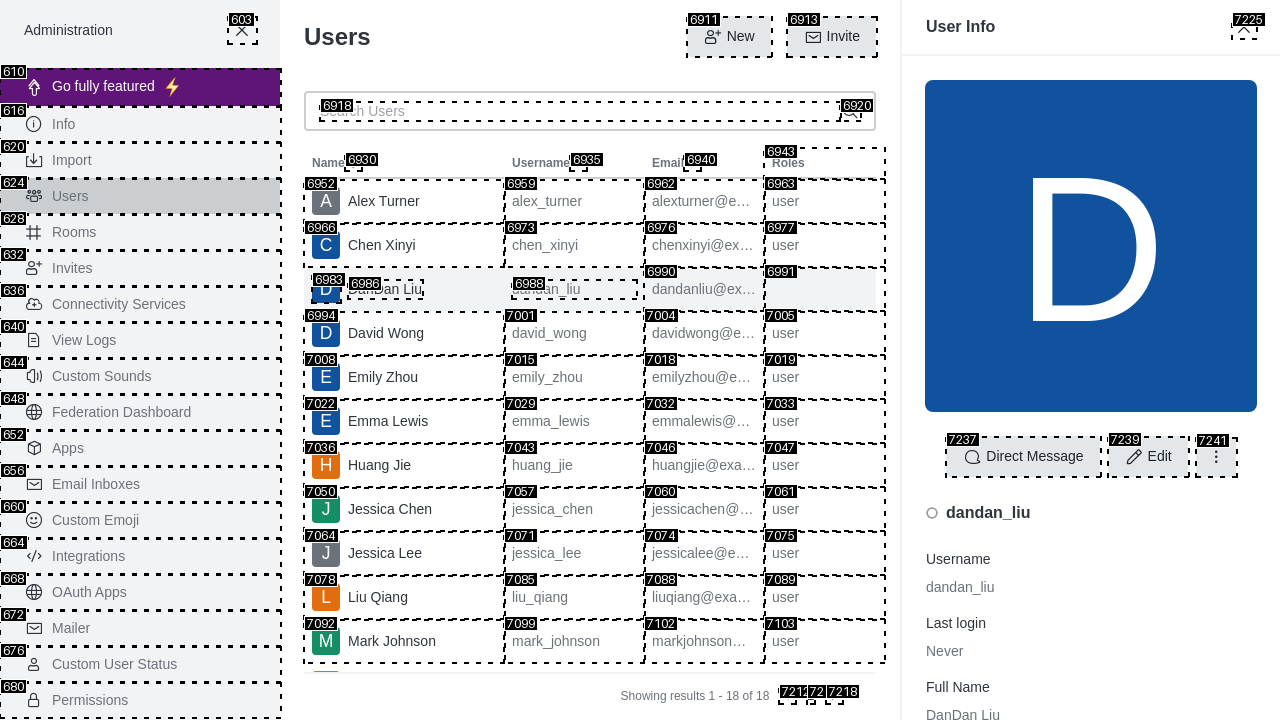 Administration
603
610
Go fully featured ⚡
616
Info
620
Import
624
Users
628
Rooms
632
Invites
636
Connectivity Services
640
View Logs
644
Custom Sounds
648
Federation Dashboard
652
Apps
656
Email Inboxes
660
Custom Emoji
664
Integrations
668
OAuth Apps
672
Mailer
676
Custom User Status
680
Permissions
Users
6911
New
6913
Invite
6918
Search Users
6920
Name 6930 Username 6935 Email 6940 6943 Roles
6952 6959 6962 6963
A Alex Turner alex_turner alexturner@e... user
6966 6973 6976 6977
C Chen Xinyi chen_xinyi chenxinyi@ex... user
6983 6986 6988 6990 6991
D DanDan Liu dandan_liu dandanliu@ex...
6994 7001 7004 7005
D David Wong david_wong davidwong@e... user
7008 7015 7018 7019
E Emily Zhou emily_zhou emilyzhou@e... user
7022 7029 7032 7033
E Emma Lewis emma_lewis emmalewis@... user
7036 7043 7046 7047
H Huang Jie huang_jie huangjie@exa... user
7050 7057 7060 7061
J Jessica Chen jessica_chen jessicachen@... user
7064 7071 7074 7075
J Jessica Lee jessica_lee jessicalee@e... user
7078 7085 7088 7089
L Liu Qiang liu_qiang liuqiang@exa... user
7092 7099 7102 7103
M Mark Johnson mark_johnson markjohnson... user
Showing results 1 - 18 of 18
7212 72 7218
User Info
7225
D
7237
Direct Message
7239
Edit
7241
dandan_liu
Username
dandan_liu
Last login
Never
Full Name
DanDan Liu